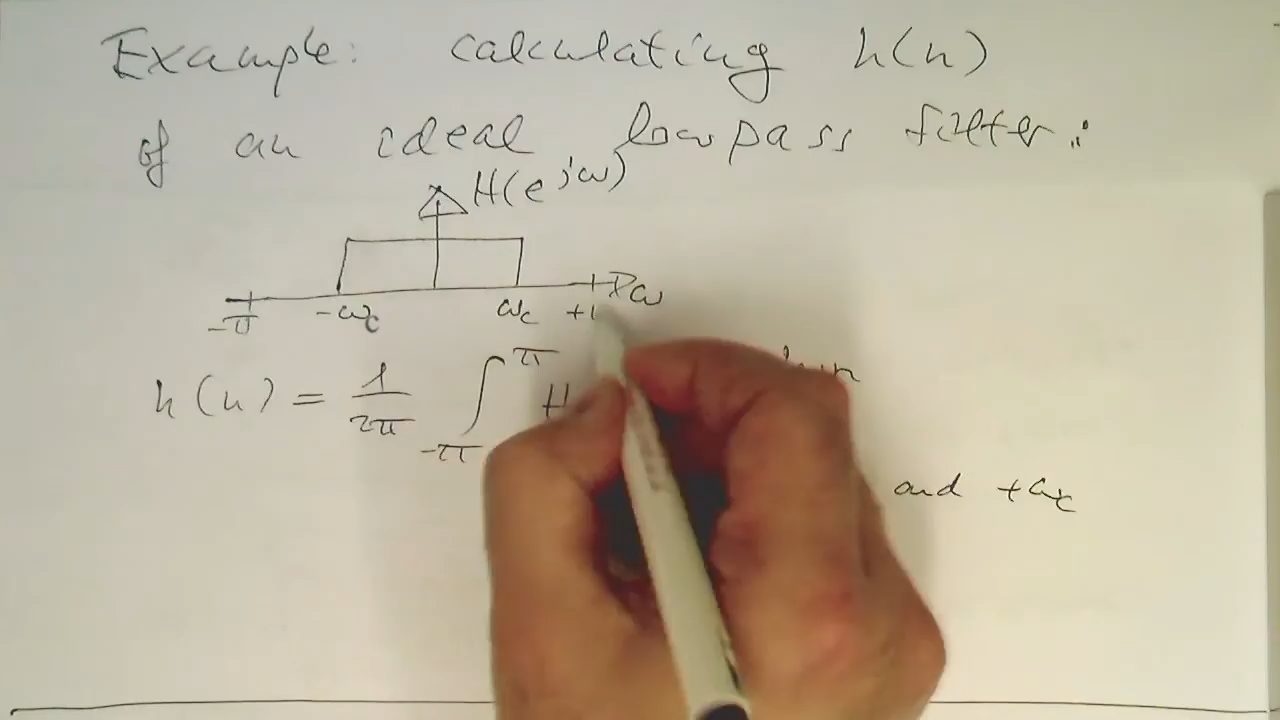 Example: calculating h(n)
of an ideal lowpass filter:
H(e^jω)
ω
-π -ωc ωc +
h(n) = 1/2π ∫_-π^π H
and +ωc